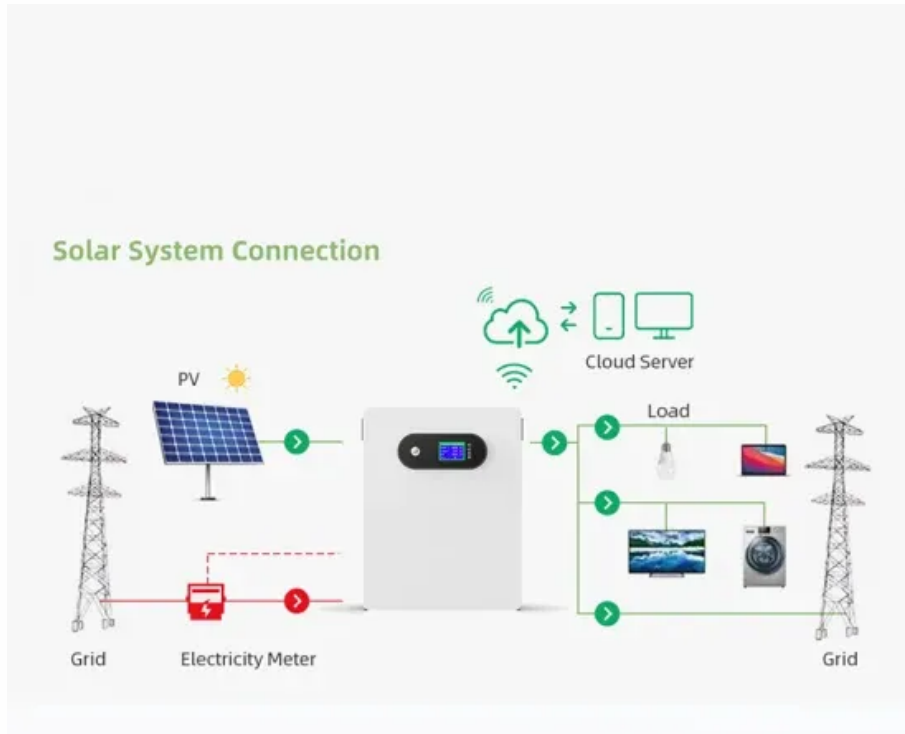 Solar System Connection
Cloud Server
PV
Load
Grid
Electricity Meter
Grid